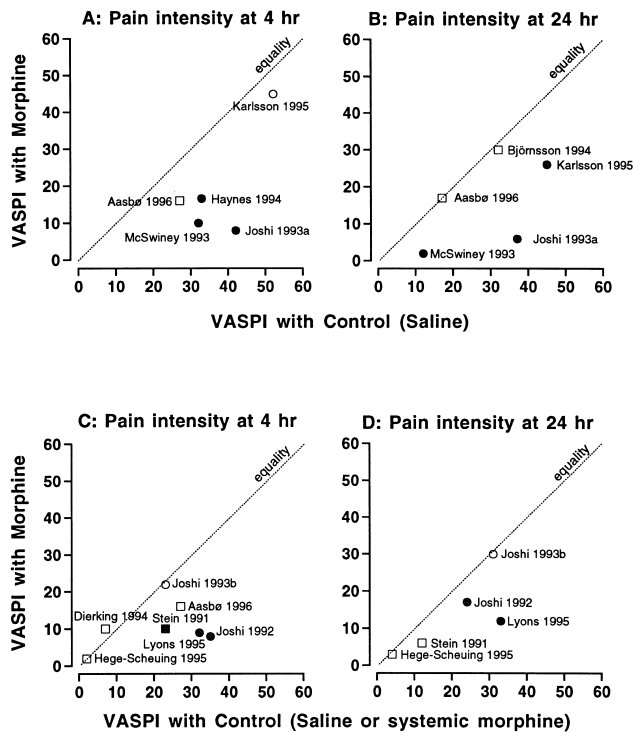 A: Pain intensity at 4 hr
B: Pain intensity at 24 hr
VASPI with Morphine
60
50
40
30
20
10
0
equality
Karlsson 1995
Aasbø 1996
Haynes 1994
McSwiney 1993
Joshi 1993a
0 10 20 30 40 50 60
60
50
40
30
20
10
0
equality
Björnsson 1994
Karlsson 1995
Aasbø 1996
Joshi 1993a
McSwiney 1993
0 10 20 30 40 50 60
VASPI with Control (Saline)
C: Pain intensity at 4 hr
D: Pain intensity at 24 hr
VASPI with Morphine
60
50
40
30
20
10
0
equality
Joshi 1993b
Aasbø 1996
Dierking 1994
Stein 1991
Joshi 1992
Lyons 1995
Hege-Scheuing 1995
0 10 20 30 40 50 60
60
50
40
30
20
10
0
equality
Joshi 1993b
Joshi 1992
Lyons 1995
Stein 1991
Hege-Scheuing 1995
0 10 20 30 40 50 60
VASPI with Control (Saline or systemic morphine)